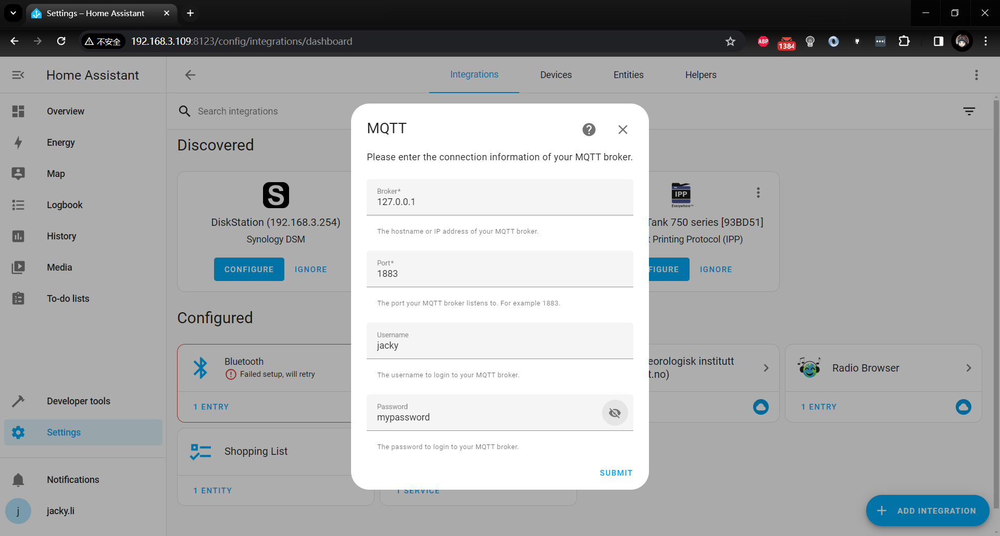 Settings – Home Assistant
不安全
192.168.3.109:8123/config/integrations/dashboard
ABP
1384
Home Assistant
Integrations
Devices
Entities
Helpers
Overview
Energy
Map
Logbook
History
Media
To-do lists
Developer tools
Settings
Notifications
j
jacky.li
Search integrations
Discovered
S
DiskStation (192.168.3.254)
Synology DSM
CONFIGURE
IGNORE
IPP
Everywhere
Tank 750 series [93BD51]
t Printing Protocol (IPP)
FIGURE
IGNORE
Configured
Bluetooth
Failed setup, will retry
1 ENTRY
eorologisk institutt
t.no)
Radio Browser
1 ENTRY
Shopping List
1 ENTITY
1 SERVICE
ADD INTEGRATION
MQTT
Please enter the connection information of your MQTT broker.
Broker*
127.0.0.1
The hostname or IP address of your MQTT broker.
Port*
1883
The port your MQTT broker listens to. For example 1883.
Username
jacky
The username to login to your MQTT broker.
Password
mypassword
The password to login to your MQTT broker.
SUBMIT